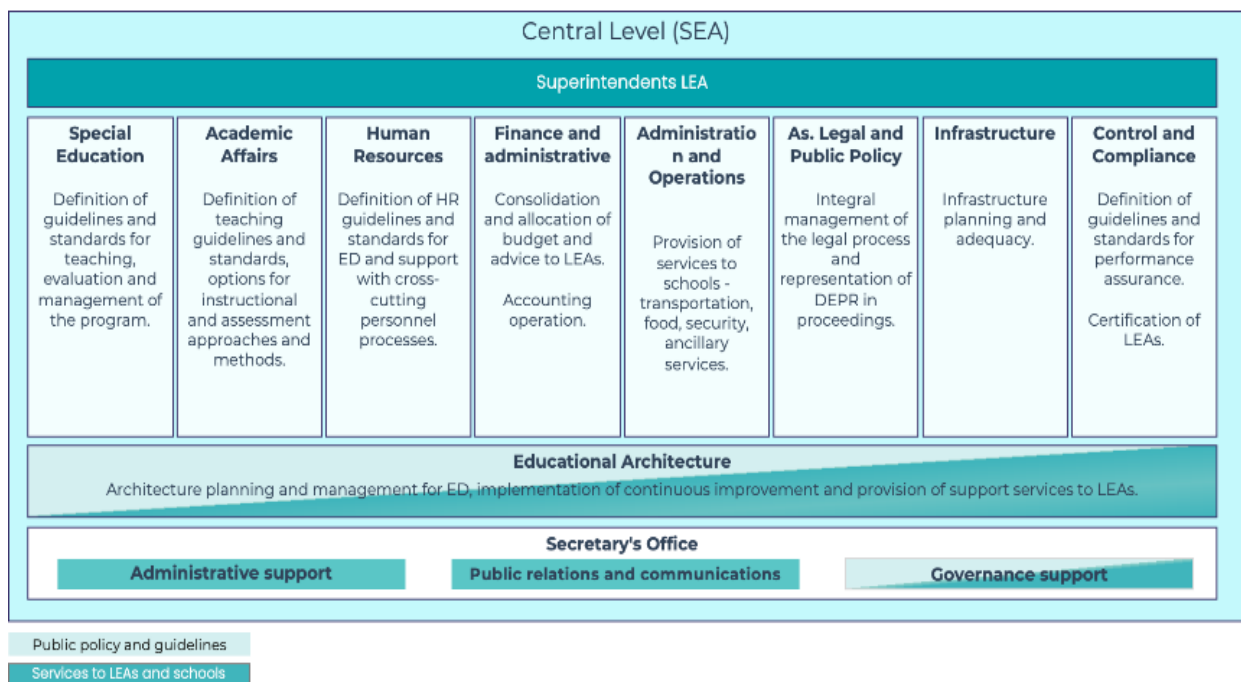 Central Level (SEA)
Superintendents LEA
Special
Education
Definition of
guidelines and
standards for
teaching,
evaluation and
management of
the program.
Academic
Affairs
Definition of
teaching
guidelines and
standards,
options for
instructional
and assessment
approaches and
methods.
Human
Resources
Definition of HR
guidelines and
standards for
ED and support
with cross-
cutting
personnel
processes.
Finance and
administrative
Consolidation
and allocation of
budget and
advice to LEAs.
Accounting
operation.
Administratio
n and
Operations
Provision of
services to
schools -
transportation,
food, security,
ancillary
services.
As. Legal and
Public Policy
Integral
management of
the legal process
and
representation of
DEPR in
proceedings.
Infrastructure
Infrastructure
planning and
adequacy.
Control and
Compliance
Definition of
guidelines and
standards for
performance
assurance.
Certification of
LEAs.
Educational Architecture
Architecture planning and management for ED, implementation of continuous improvement and provision of support services to LEAs.
Secretary's Office
Administrative support
Public relations and communications
Governance support
Public policy and guidelines
Services to LEAs and schools